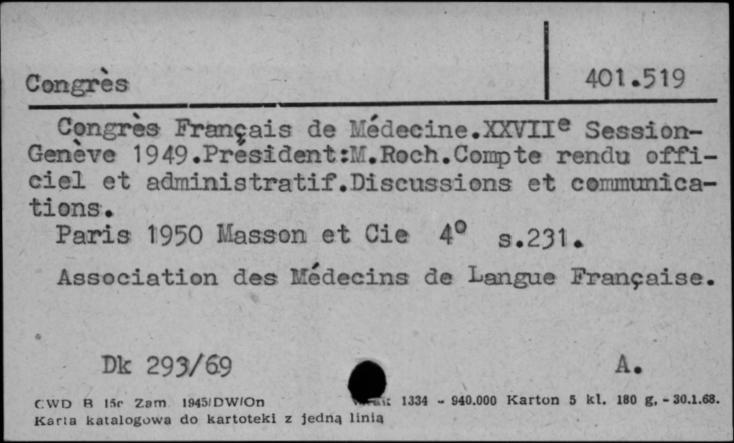 Congrès 401.519
Congrès Français de Médecine.XXVIIe Session-
Genève 1949.Président:M.Roch.Compte rendu offi-
ciel et administratif.Discussions et communica-
tions.
Paris 1950 Masson et Cie 4° s.231.
Association des Médecins de Langue Française.
Dk 293/69 A.
CWD B 15c Zam. 1945/DW/On 1334 - 940.000 Karton 5 kl. 180 g. - 30.1.68.
Karta katalogowa do kartoteki z jedną linią